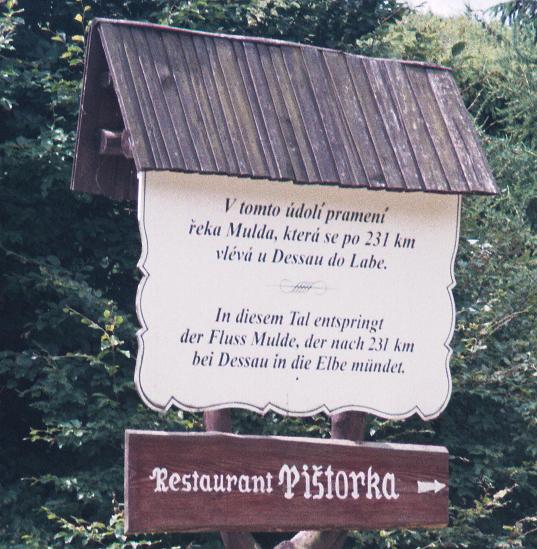 V tomto údolí pramení
řeka Mulda, která se po 231 km
vlévá u Dessau do Labe.
In diesem Tal entspringt
der Fluss Mulde, der nach 231 km
bei Dessau in die Elbe mündet.
Restaurant Pištorka